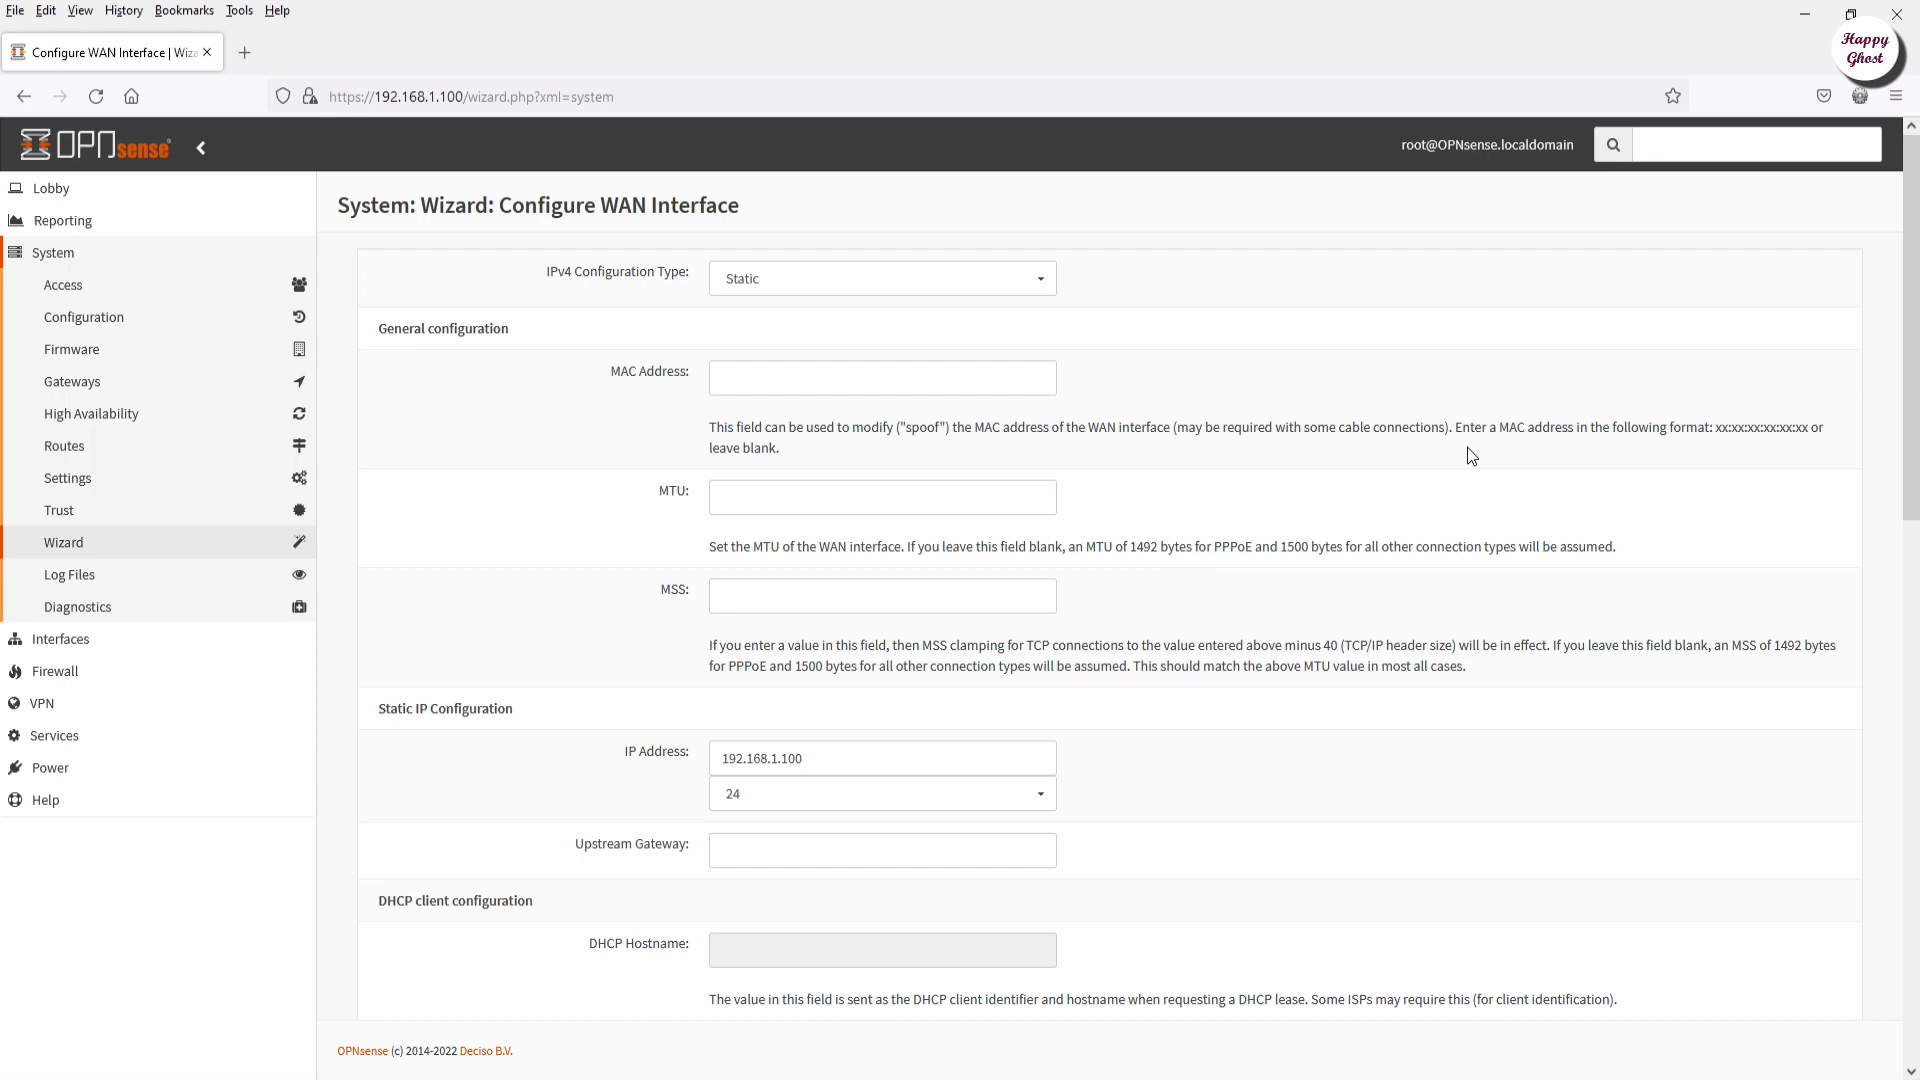 File Edit View History Bookmarks Tools Help
Configure WAN Interface | Wiza
Happy
Ghost
https://192.168.1.100/wizard.php?xml=system
OPNsense
root@OPNsense.localdomain
Lobby
Reporting
System
Access
Configuration
Firmware
Gateways
High Availability
Routes
Settings
Trust
Wizard
Log Files
Diagnostics
Interfaces
Firewall
VPN
Services
Power
Help
System: Wizard: Configure WAN Interface
IPv4 Configuration Type: Static
General configuration
MAC Address:
This field can be used to modify ("spoof") the MAC address of the WAN interface (may be required with some cable connections). Enter a MAC address in the following format: xx:xx:xx:xx:xx:xx or
leave blank.
MTU:
Set the MTU of the WAN interface. If you leave this field blank, an MTU of 1492 bytes for PPPoE and 1500 bytes for all other connection types will be assumed.
MSS:
If you enter a value in this field, then MSS clamping for TCP connections to the value entered above minus 40 (TCP/IP header size) will be in effect. If you leave this field blank, an MSS of 1492 bytes
for PPPoE and 1500 bytes for all other connection types will be assumed. This should match the above MTU value in most all cases.
Static IP Configuration
IP Address: 192.168.1.100
24
Upstream Gateway:
DHCP client configuration
DHCP Hostname:
The value in this field is sent as the DHCP client identifier and hostname when requesting a DHCP lease. Some ISPs may require this (for client identification).
OPNsense (c) 2014-2022 Deciso B.V.